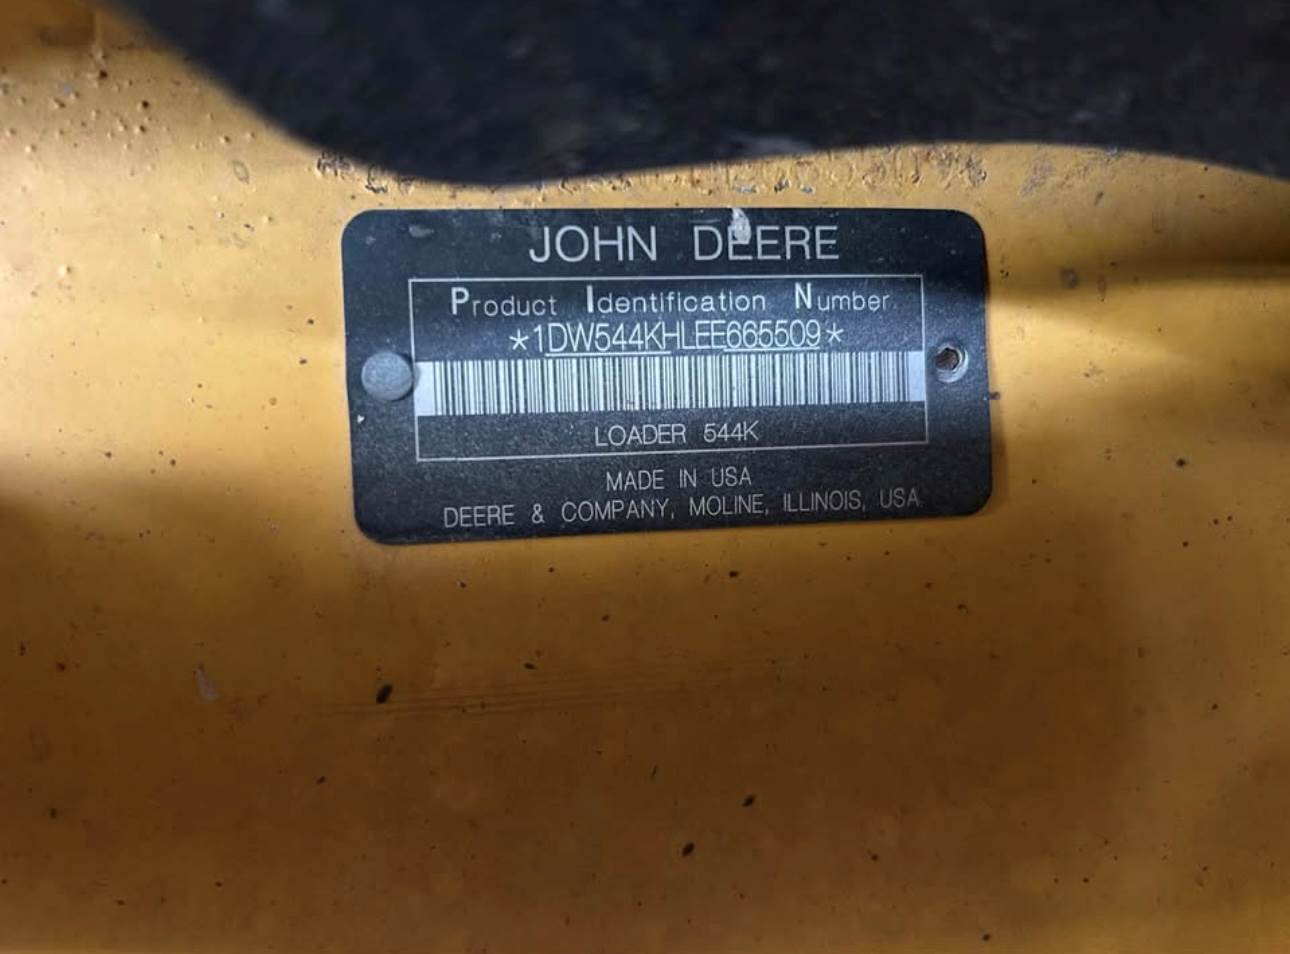 JOHN DEERE
Product Identification Number
*1DW544KHLEE665509*
LOADER 544K
MADE IN USA
DEERE & COMPANY, MOLINE, ILLINOIS, USA